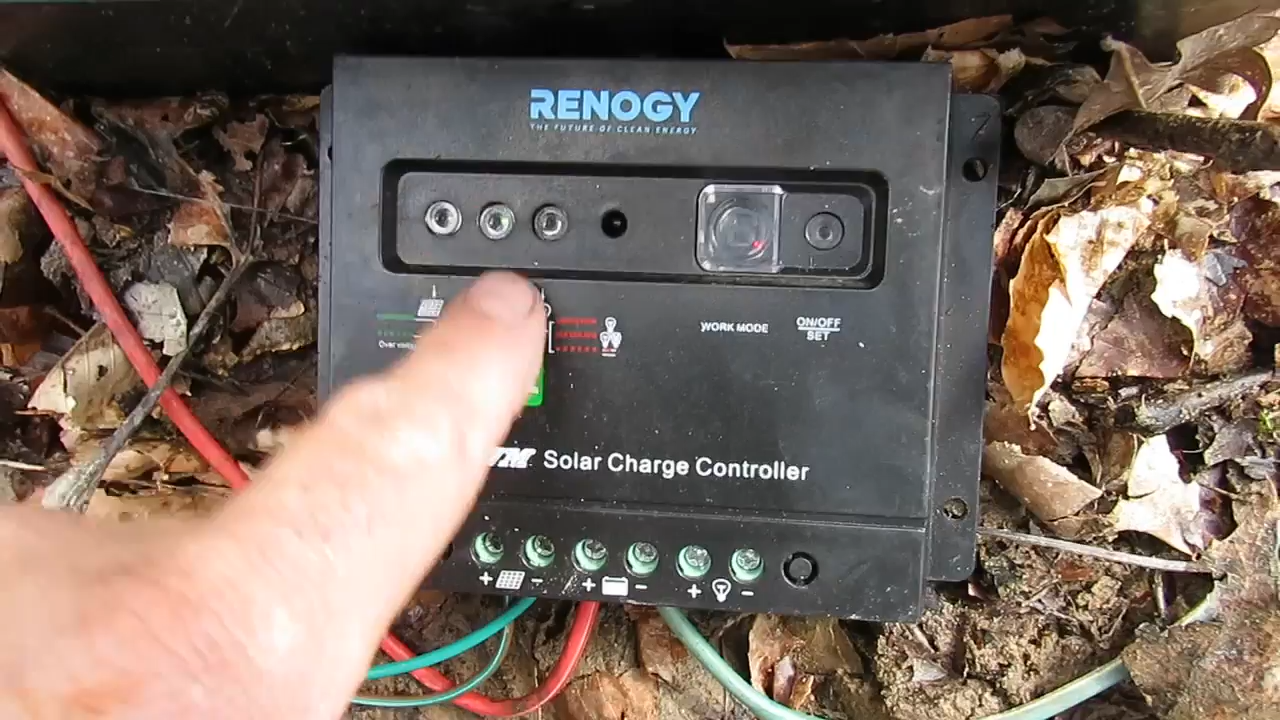 RENOGY
THE FUTURE OF CLEAN ENERGY
WORK MODE
ON/OFF
SET
Solar Charge Controller
+ - + - + -